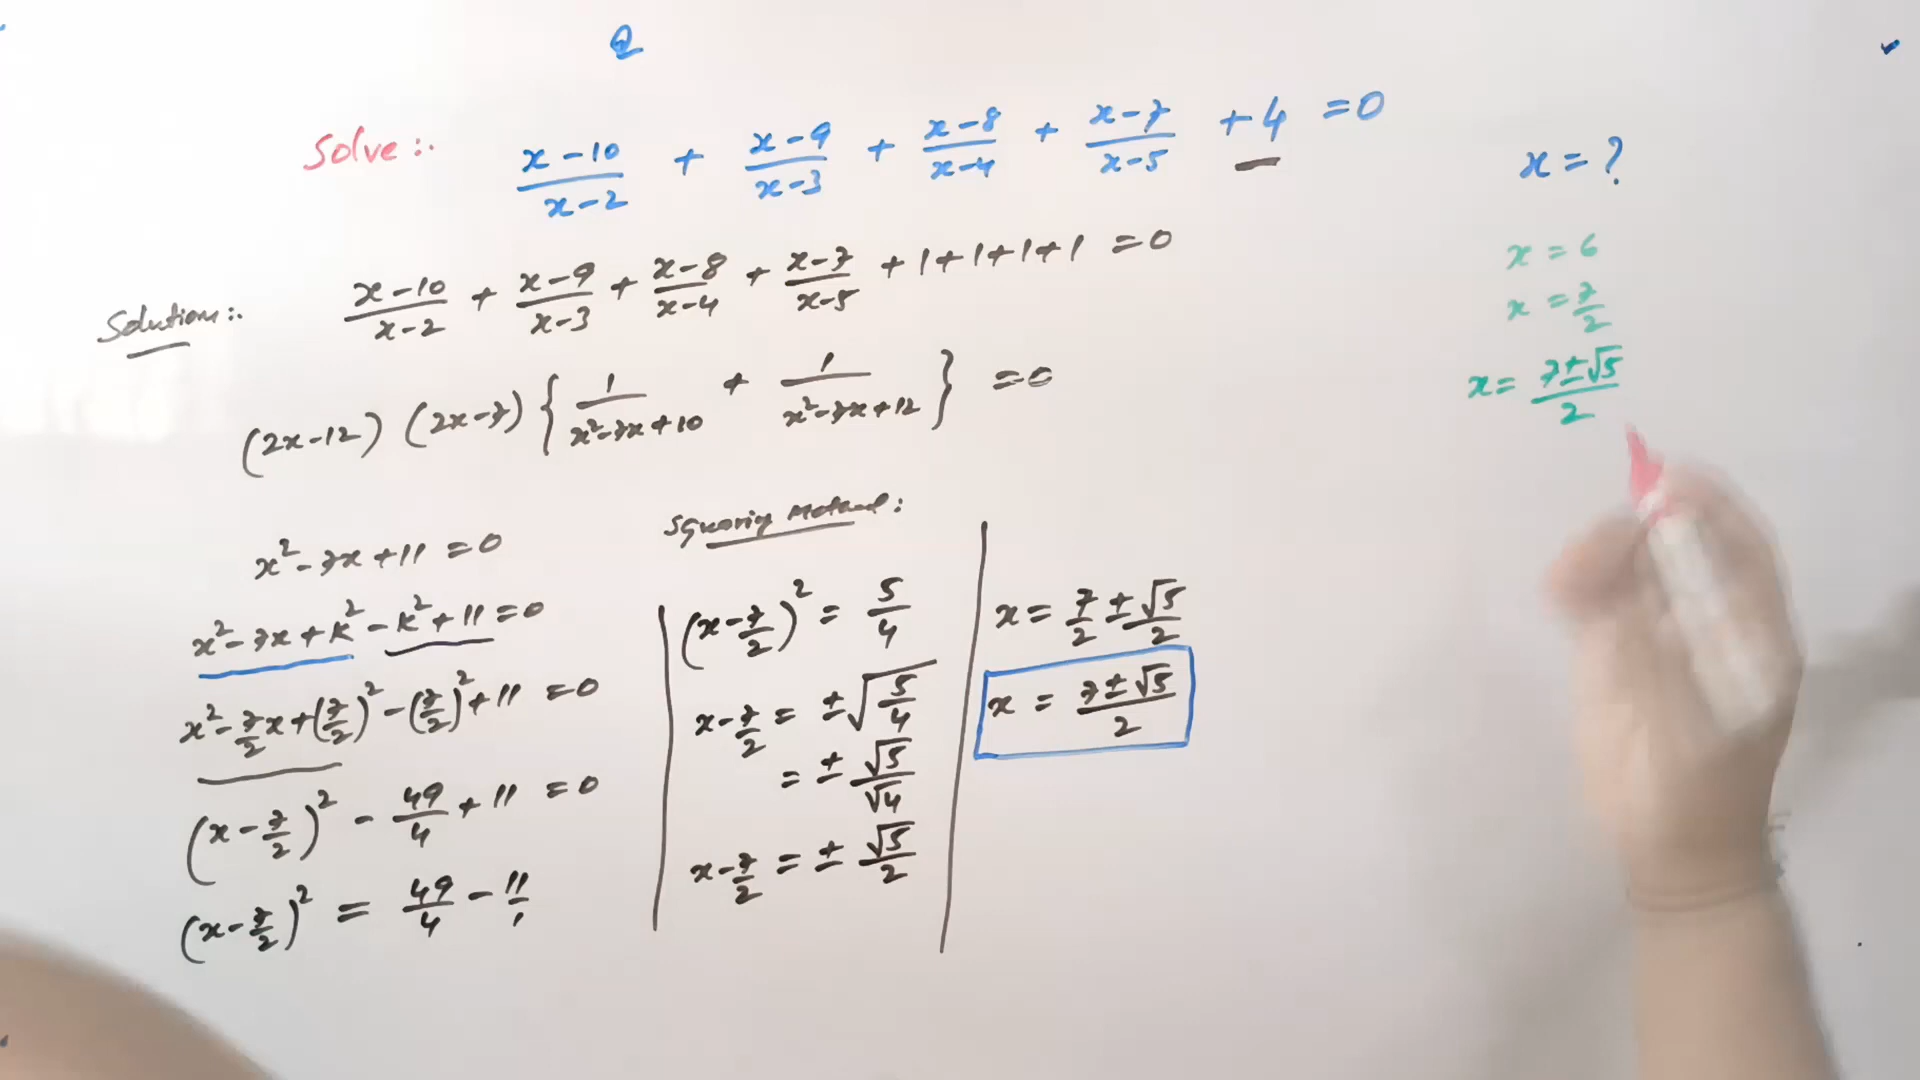 Q
Solve:. (x-10)/(x-2) + (x-9)/(x-3) + (x-8)/(x-4) + (x-7)/(x-5) + 4 = 0
x = ?
x = 6
x = 7/2
x = (7±√5)/2
Solution:. (x-10)/(x-2) + (x-9)/(x-3) + (x-8)/(x-4) + (x-7)/(x-5) + 1+1+1+1 = 0
(2x-12) (2x-7) { 1/(x²-7x+10) + 1/(x²-7x+12) } = 0
x²-7x+11 = 0
x²-7x+k²-k²+11 = 0
x²-7/2x+(7/2)²-(7/2)²+11 = 0
(x-7/2)² - 49/4 + 11 = 0
(x-7/2)² = 49/4 - 11/1
Squaring Method:
(x-7/2)² = 5/4
x-7/2 = ±√(5/4)
= ± √5/√4
x-7/2 = ± √5/2
x = 7/2 ± √5/2
x = (7±√5)/2